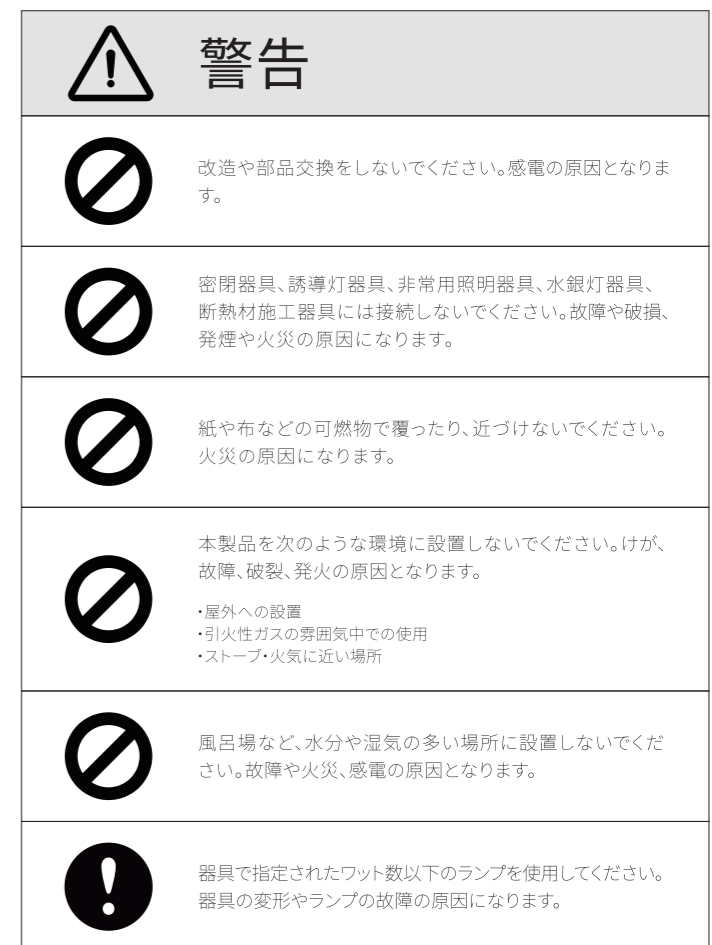 警告
改造や部品交換をしないでください。感電の原因となりま
す。
密閉器具、誘導灯器具、非常用照明器具、水銀灯器具、
断熱材施工器具には接続しないでください。故障や破損、
発煙や火災の原因になります。
紙や布などの可燃物で覆ったり、近づけないでください。
火災の原因になります。
本製品を次のような環境に設置しないでください。けが、
故障、破裂、発火の原因となります。
・屋外への設置
・引火性ガスの雰囲気中での使用
・ストーブ・火気に近い場所
風呂場など、水分や湿気の多い場所に設置しないでくだ
さい。故障や火災、感電の原因となります。
器具で指定されたワット数以下のランプを使用してください。
器具の変形やランプの故障の原因になります。